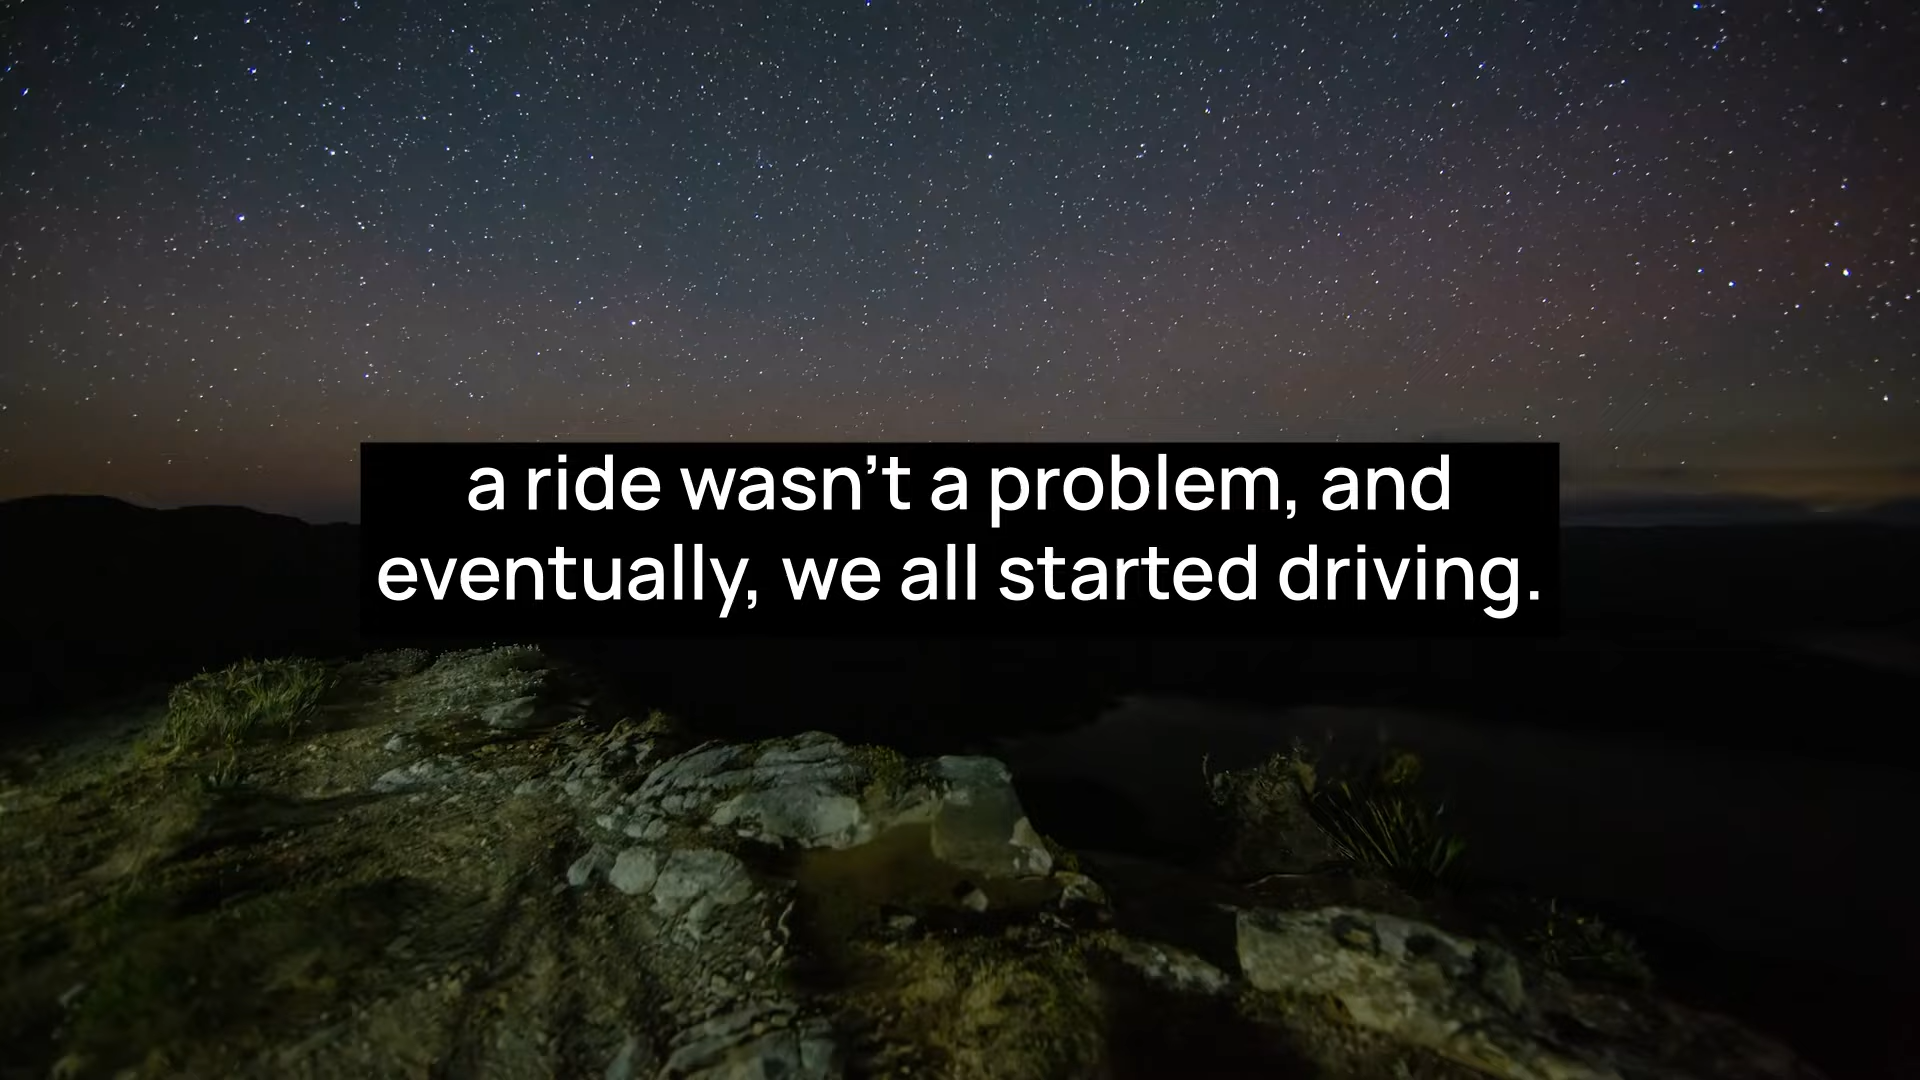 a ride wasn’t a problem, and
eventually, we all started driving.